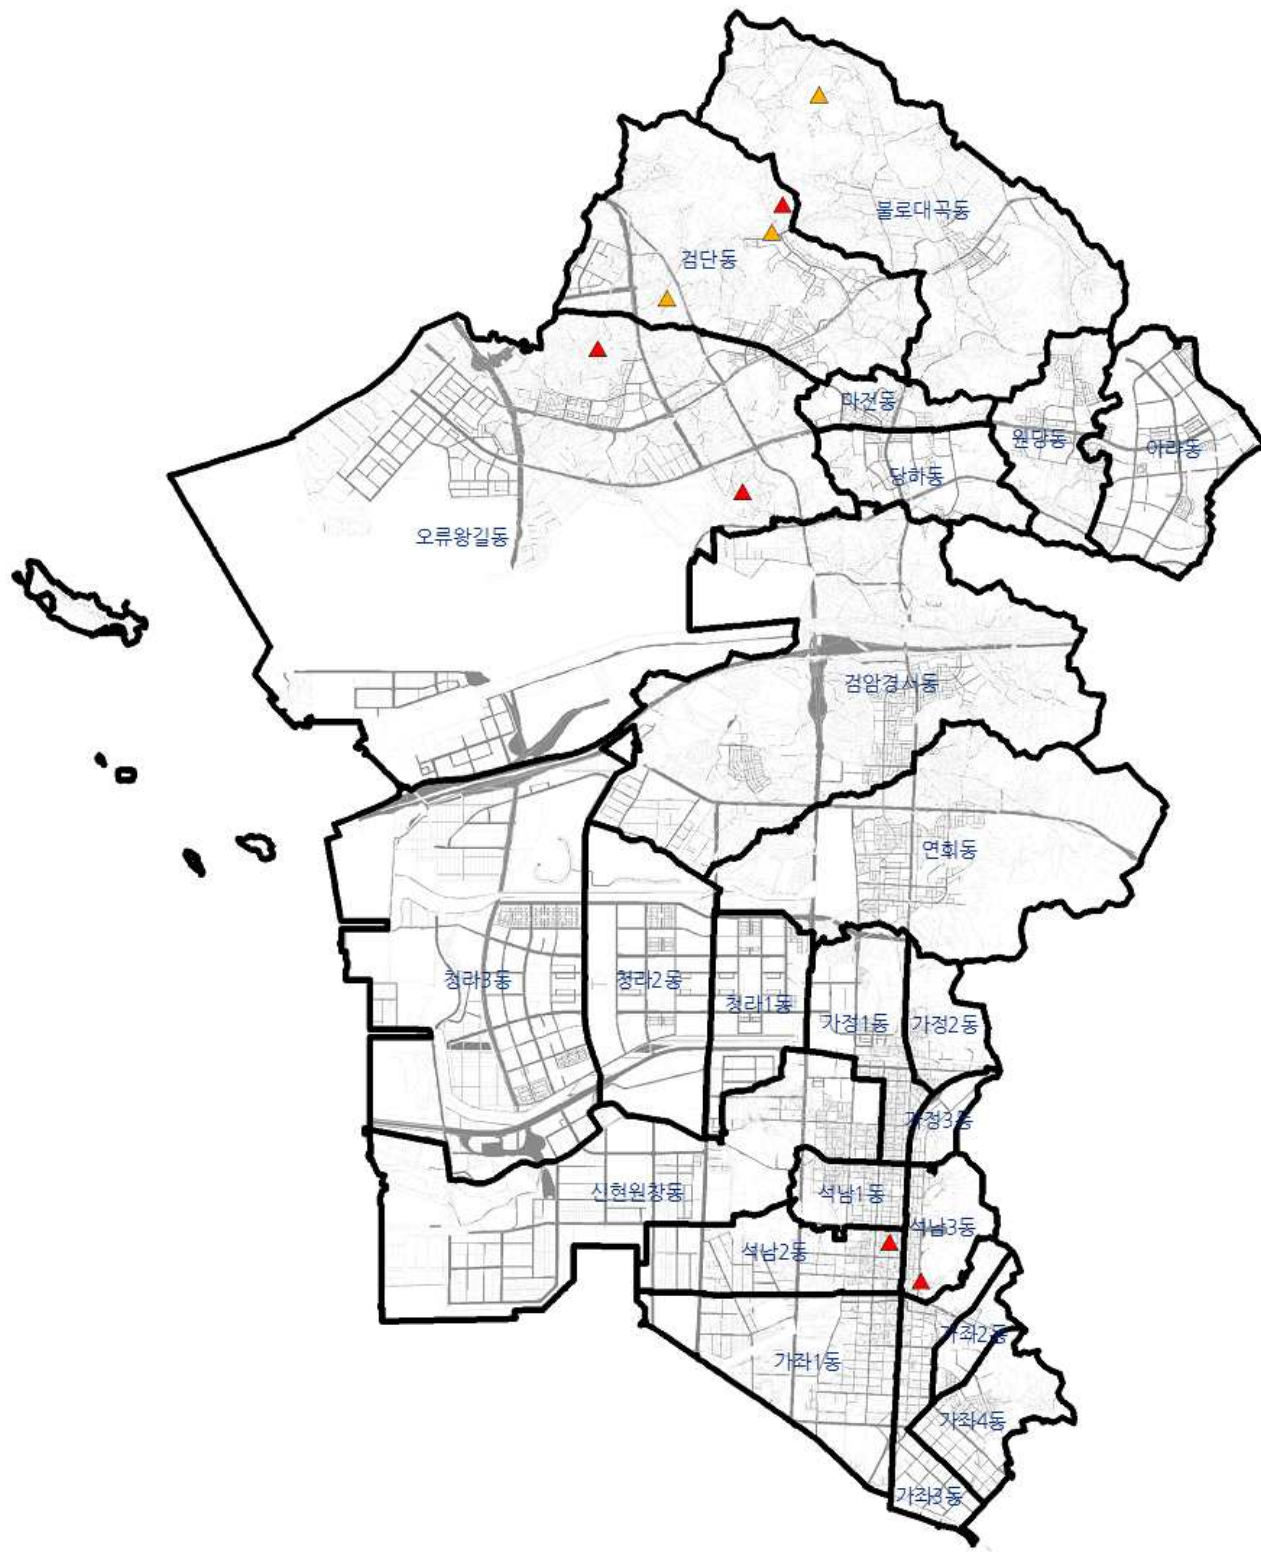 불로대곡동
검단동
마전동
원당동
아라동
당하동
오류왕길동
검암경서동
연희동
청라3동
청라2동
청라1동
가정1동
가정2동
가정3동
신현원창동
석남1동
석남3동
석남2동
가좌2동
가좌1동
가좌4동
가좌3동